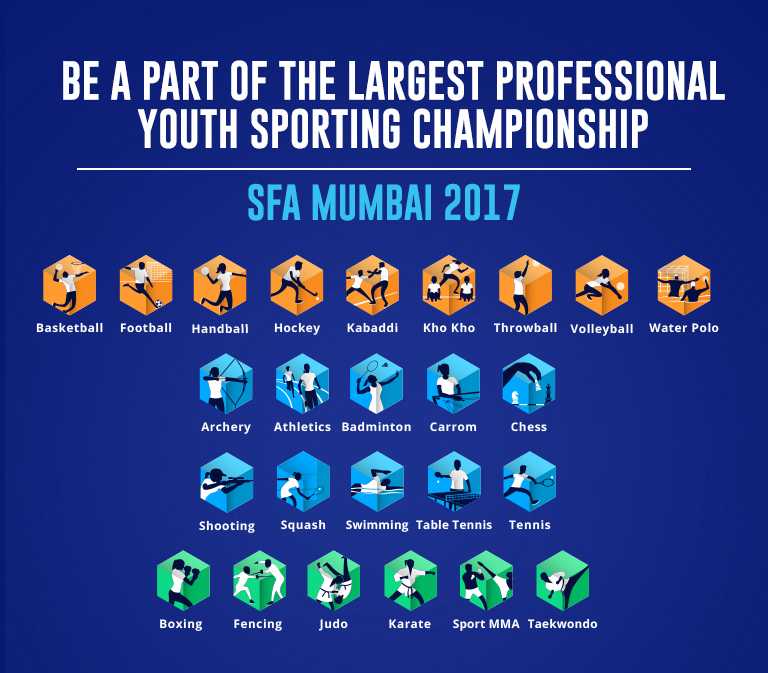 BE A PART OF THE LARGEST PROFESSIONAL
YOUTH SPORTING CHAMPIONSHIP
SFA MUMBAI 2017
Basketball Football Handball Hockey Kabaddi Kho Kho Throwball Volleyball Water Polo
Archery Athletics Badminton Carrom Chess
Shooting Squash Swimming Table Tennis Tennis
Boxing Fencing Judo Karate Sport MMA Taekwondo